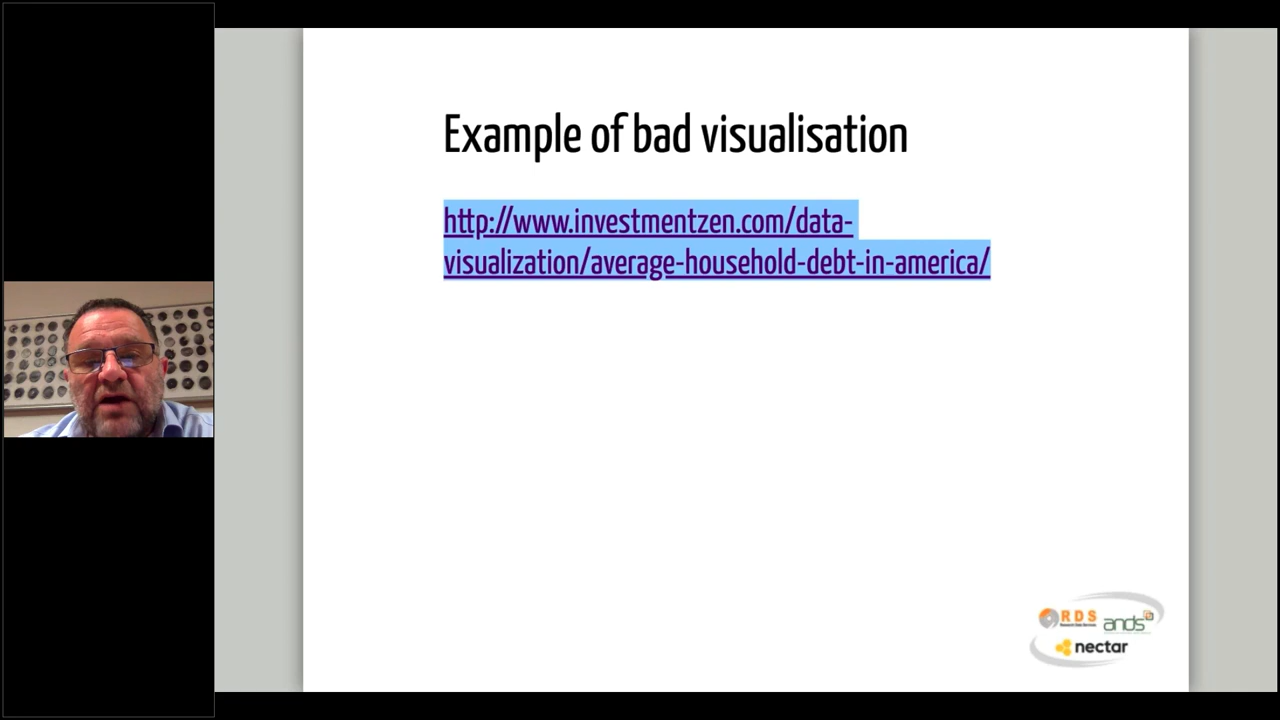 Example of bad visualisation
http://www.investmentzen.com/data-
visualization/average-household-debt-in-america/
RDS
ands
nectar